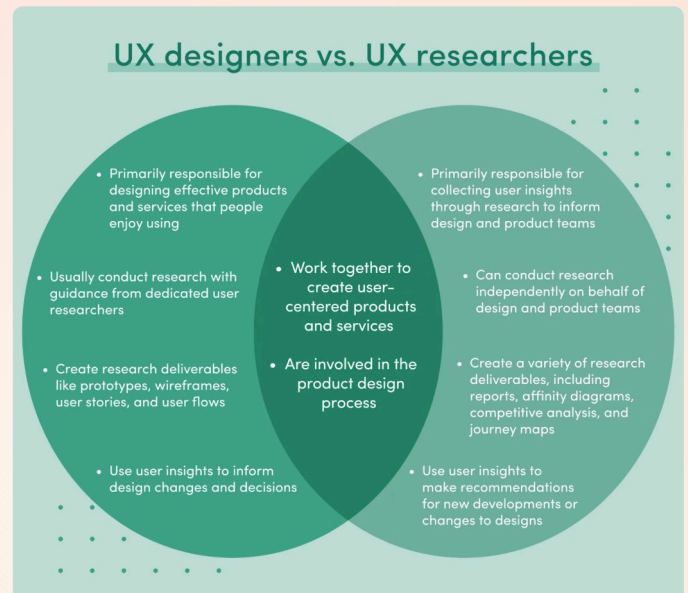 UX designers vs. UX researchers
• Primarily responsible for
designing effective products
and services that people
enjoy using
• Usually conduct research with
guidance from dedicated user
researchers
• Create research deliverables
like prototypes, wireframes,
user stories, and user flows
• Use user insights to inform
design changes and decisions
• Work together to
create user-
centered products
and services
• Are involved in the
product design
process
• Primarily responsible for
collecting user insights
through research to inform
design and product teams
• Can conduct research
independently on behalf of
design and product teams
• Create a variety of research
deliverables, including
reports, affinity diagrams,
competitive analysis, and
journey maps
• Use user insights to
make recommendations
for new developments or
changes to designs